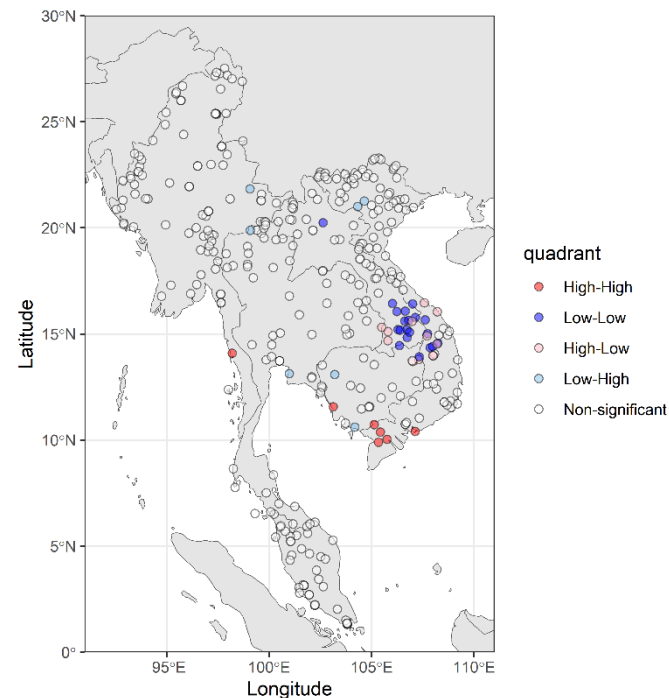 30°N
25°N
20°N
15°N
10°N
5°N
0°
Latitude
95°E
100°E
105°E
110°E
Longitude
quadrant
High-High
Low-Low
High-Low
Low-High
Non-significant